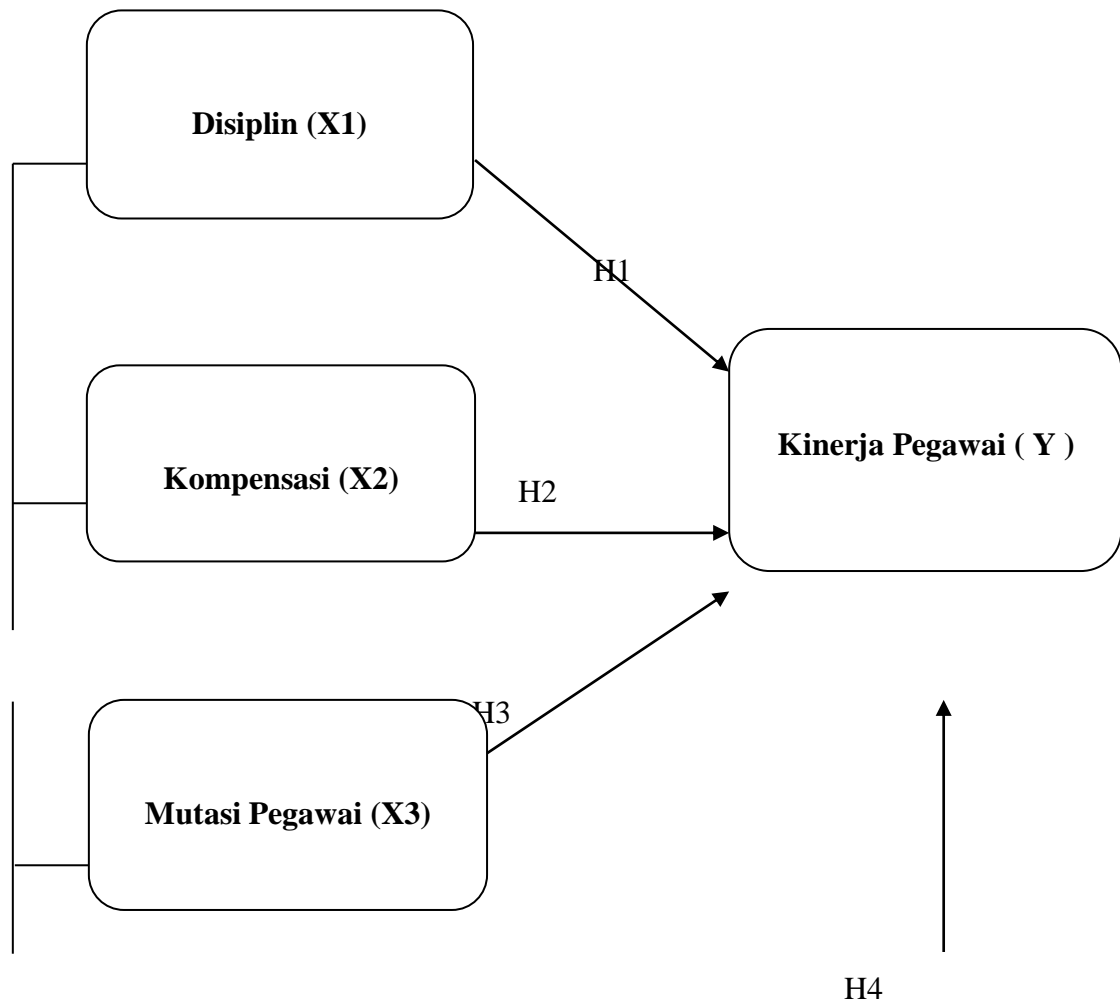 Disiplin (X1)
H1
Kinerja Pegawai ( Y )
Kompensasi (X2)
H2
H3
Mutasi Pegawai (X3)
H4